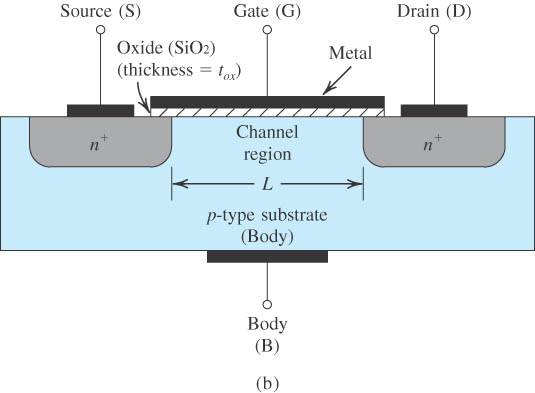 Source (S)
Gate (G)
Drain (D)
Oxide (SiO₂)
(thickness = tₒₓ)
Metal
n⁺
Channel
region
n⁺
L
p-type substrate
(Body)
Body
(B)
(b)